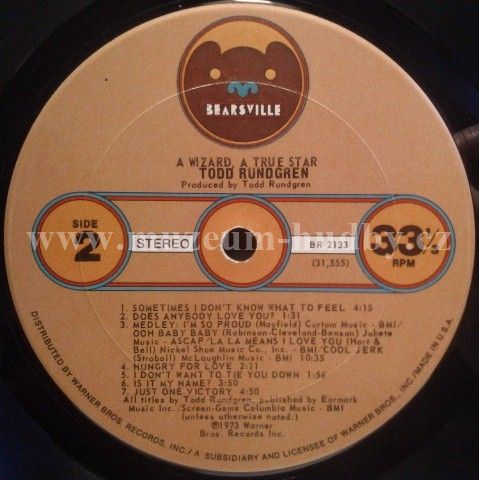 BEARSVILLE
A WIZARD, A TRUE STAR
TODD RUNDGREN
Produced by Todd Rundgren
SIDE
2
STEREO
BR 2133
(31,555)
33⅓
RPM
www.muzeum-hudby.cz
1. SOMETIMES I DON'T KNOW WHAT TO FEEL 4:15
2. DOES ANYBODY LOVE YOU? 1:31
3. MEDLEY: I'M SO PROUD (Mayfield) Curtom Music - BMI/
OOH BABY BABY (Robinson-Cleveland-Benson) Jobete
Music - ASCAP/LA LA MEANS I LOVE YOU (Hart &
Bell) Nickel Shoe Music Co., Inc. - BMI/COOL JERK
(Stroball) McLaughlin Music - BMI 10:35
4. HUNGRY FOR LOVE 2:11
5. I DON'T WANT TO TIE YOU DOWN 1:56
6. IS IT MY NAME? 3:50
7. JUST ONE VICTORY 4:50
All titles by Todd Rundgren, published by Earmark
Music Inc./Screen-Gems Columbia Music - BMI
(unless otherwise noted.)
℗1973 Warner
Bros. Records Inc.
DISTRIBUTED BY WARNER BROS. RECORDS, INC./A SUBSIDIARY AND LICENSEE OF WARNER BROS. INC./MADE IN U.S.A.